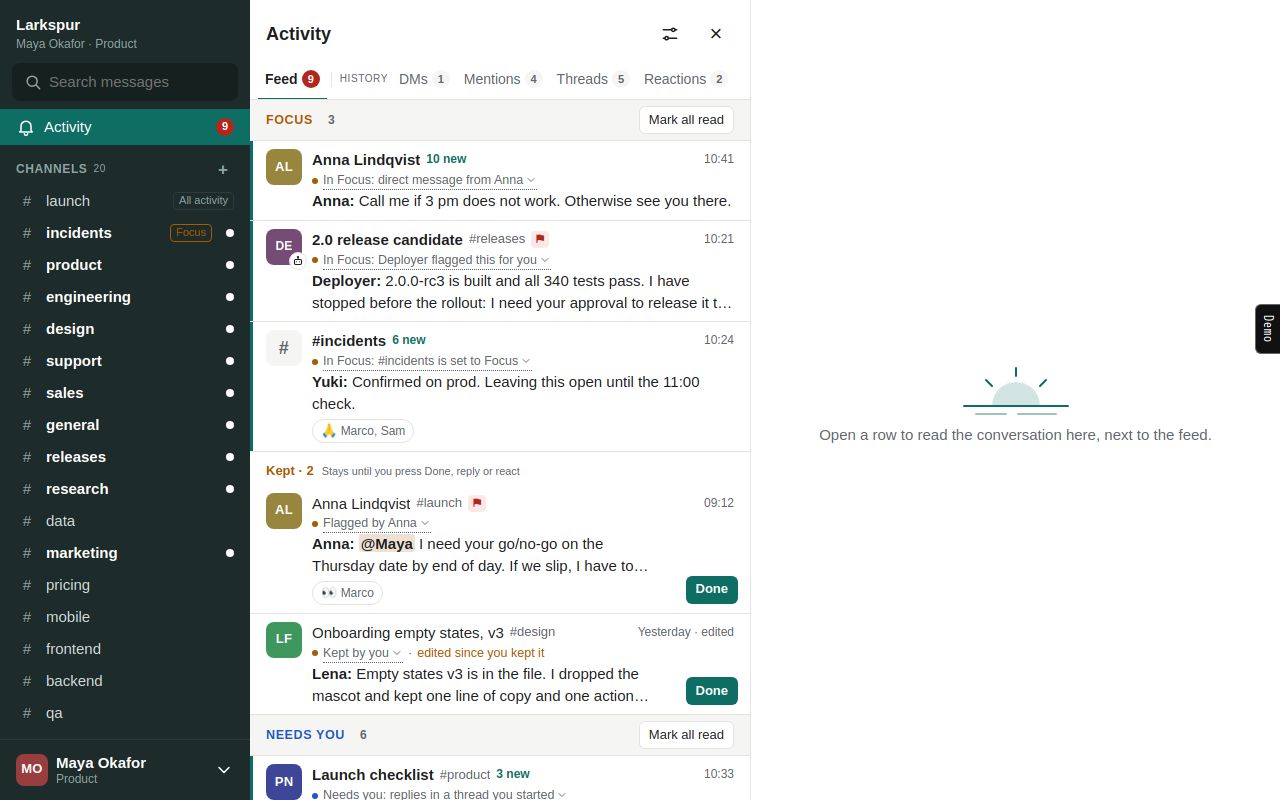 Larkspur
Maya Okafor · Product
Search messages
Activity 9
CHANNELS 20 +
# launch All activity
# incidents Focus
# product
# engineering
# design
# support
# sales
# general
# releases
# research
# data
# marketing
# pricing
# mobile
# frontend
# backend
# qa
MO Maya Okafor
Product
Activity
Feed 9 HISTORY DMs 1 Mentions 4 Threads 5 Reactions 2
FOCUS 3 Mark all read
AL Anna Lindqvist 10 new 10:41
In Focus: direct message from Anna
Anna: Call me if 3 pm does not work. Otherwise see you there.
DE 2.0 release candidate #releases 10:21
In Focus: Deployer flagged this for you
Deployer: 2.0.0-rc3 is built and all 340 tests pass. I have
stopped before the rollout: I need your approval to release it t…
# #incidents 6 new 10:24
In Focus: #incidents is set to Focus
Yuki: Confirmed on prod. Leaving this open until the 11:00
check.
🙏 Marco, Sam
Kept · 2 Stays until you press Done, reply or react
AL Anna Lindqvist #launch 09:12
Flagged by Anna
Anna: @Maya I need your go/no-go on the
Thursday date by end of day. If we slip, I have to…
👀 Marco
Done
LF Onboarding empty states, v3 #design Yesterday · edited
Kept by you · edited since you kept it
Lena: Empty states v3 is in the file. I dropped the
mascot and kept one line of copy and one action…
Done
NEEDS YOU 6 Mark all read
PN Launch checklist #product 3 new 10:33
Needs you: replies in a thread you started
Open a row to read the conversation here, next to the feed.
Demo